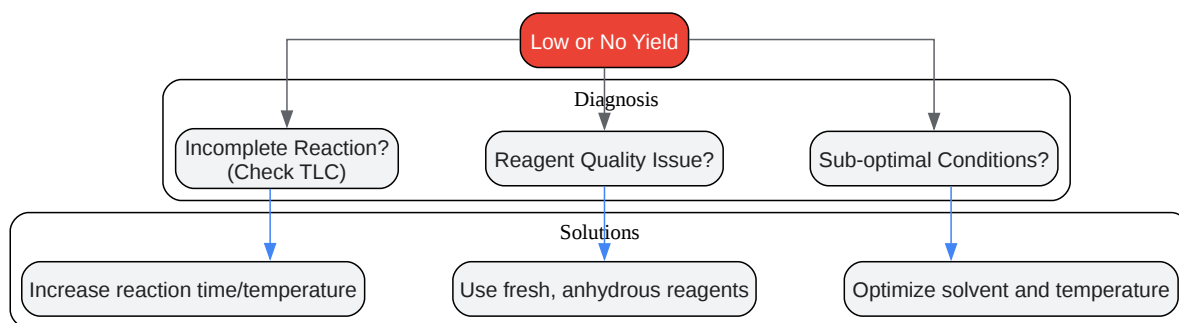 Low or No Yield
Diagnosis
Incomplete Reaction?
(Check TLC)
Reagent Quality Issue?
Sub-optimal Conditions?
Solutions
Increase reaction time/temperature
Use fresh, anhydrous reagents
Optimize solvent and temperature